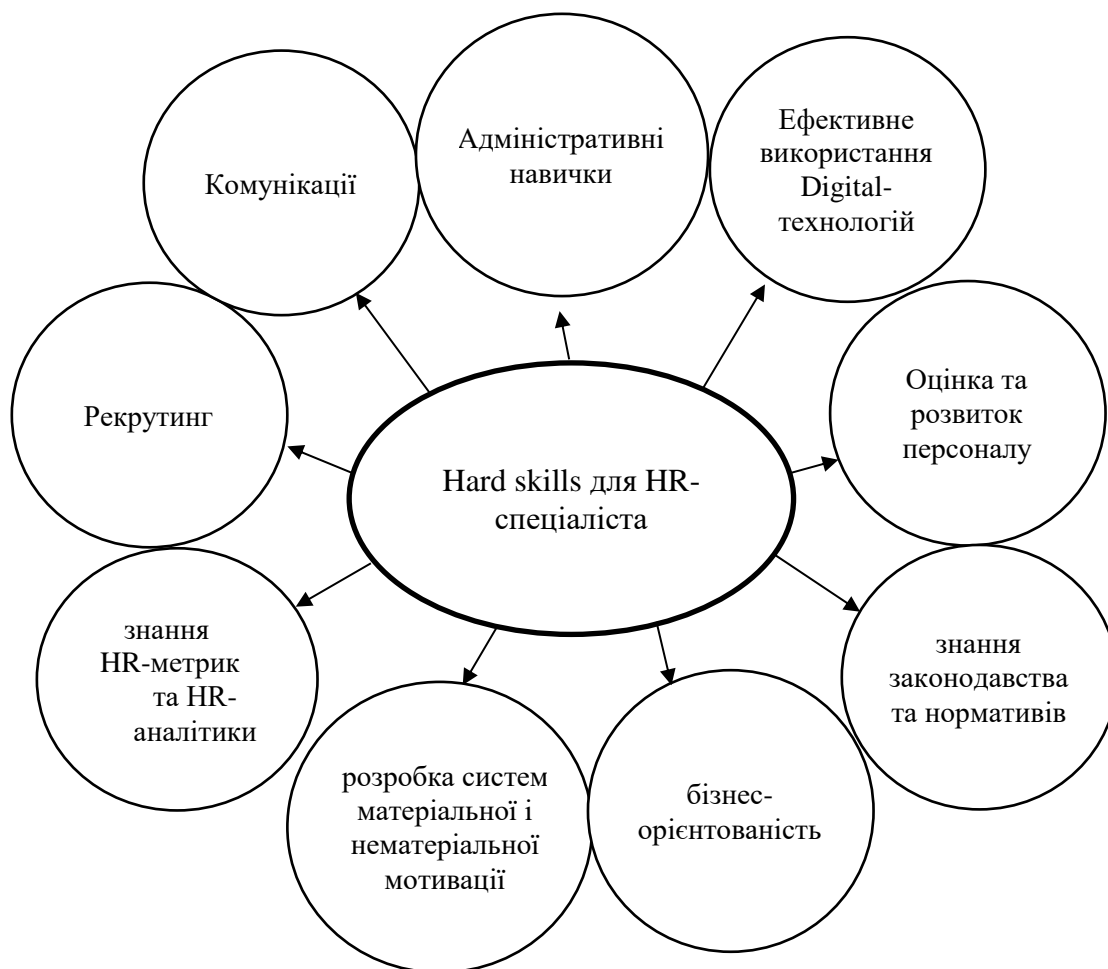 Комунікації
Адміністративні
навички
Ефективне
використання
Digital-
технологій
Рекрутинг
Hard skills для HR-
спеціаліста
Оцінка та
розвиток
персоналу
знання
HR-метрик
та HR-
аналітики
знання
законодавства
та нормативів
розробка систем
матеріальної і
нематеріальної
мотивації
бізнес-
орієнтованість